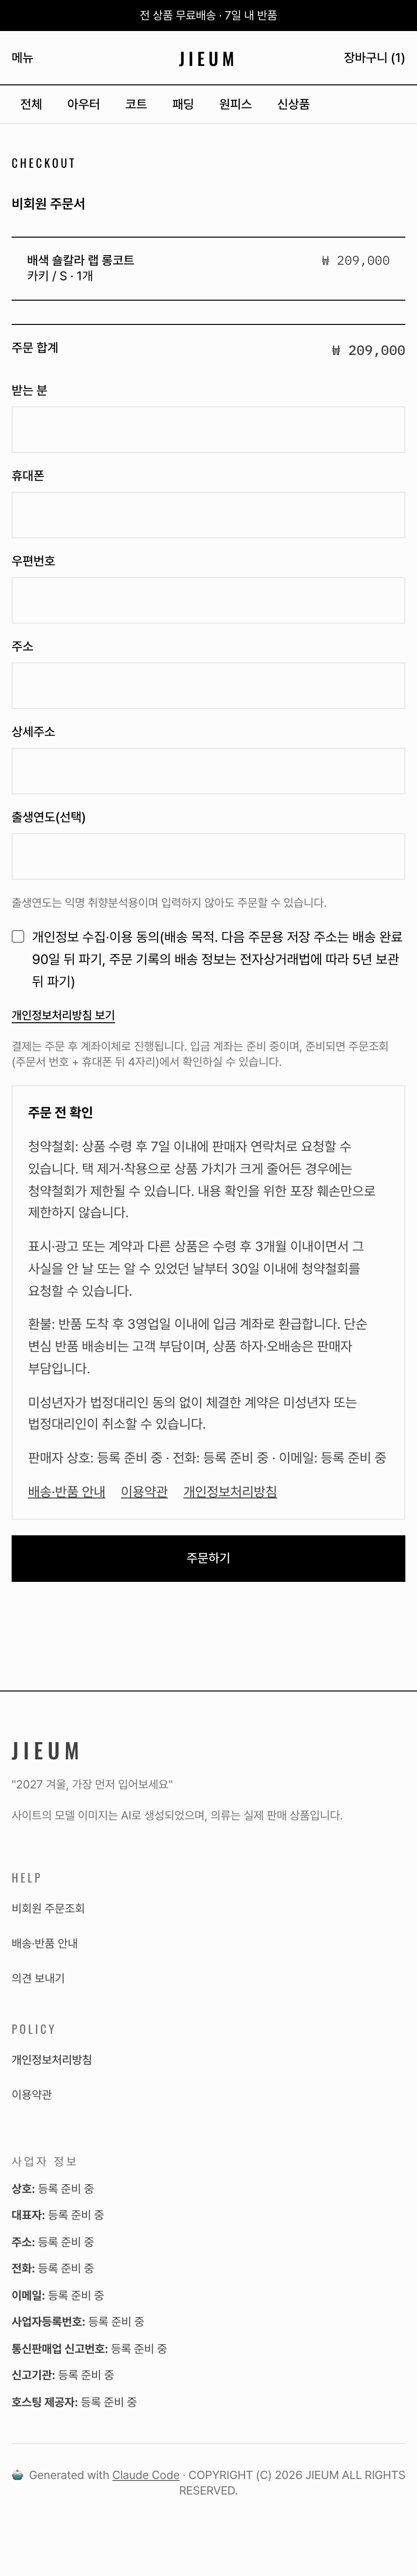 전 상품 무료배송 · 7일 내 반품
메뉴
JIEUM
장바구니 (1)
전체 아우터 코트 패딩 원피스 신상품
CHECKOUT
비회원 주문서
배색 숄칼라 랩 롱코트
₩ 209,000
카키 / S · 1개
주문 합계
₩ 209,000
받는 분
휴대폰
우편번호
주소
상세주소
출생연도(선택)
출생연도는 익명 취향분석용이며 입력하지 않아도 주문할 수 있습니다.
개인정보 수집·이용 동의(배송 목적. 다음 주문용 저장 주소는 배송 완료
90일 뒤 파기, 주문 기록의 배송 정보는 전자상거래법에 따라 5년 보관
뒤 파기)
개인정보처리방침 보기
결제는 주문 후 계좌이체로 진행됩니다. 입금 계좌는 준비 중이며, 준비되면 주문조회
(주문서 번호 + 휴대폰 뒤 4자리)에서 확인하실 수 있습니다.
주문 전 확인
청약철회: 상품 수령 후 7일 이내에 판매자 연락처로 요청할 수
있습니다. 택 제거·착용으로 상품 가치가 크게 줄어든 경우에는
청약철회가 제한될 수 있습니다. 내용 확인을 위한 포장 훼손만으로
제한하지 않습니다.
표시·광고 또는 계약과 다른 상품은 수령 후 3개월 이내이면서 그
사실을 안 날 또는 알 수 있었던 날부터 30일 이내에 청약철회를
요청할 수 있습니다.
환불: 반품 도착 후 3영업일 이내에 입금 계좌로 환급합니다. 단순
변심 반품 배송비는 고객 부담이며, 상품 하자·오배송은 판매자
부담입니다.
미성년자가 법정대리인 동의 없이 체결한 계약은 미성년자 또는
법정대리인이 취소할 수 있습니다.
판매자 상호: 등록 준비 중 · 전화: 등록 준비 중 · 이메일: 등록 준비 중
배송·반품 안내 이용약관 개인정보처리방침
주문하기
JIEUM
"2027 겨울, 가장 먼저 입어보세요"
사이트의 모델 이미지는 AI로 생성되었으며, 의류는 실제 판매 상품입니다.
HELP
비회원 주문조회
배송·반품 안내
의견 보내기
POLICY
개인정보처리방침
이용약관
사업자 정보
상호: 등록 준비 중
대표자: 등록 준비 중
주소: 등록 준비 중
전화: 등록 준비 중
이메일: 등록 준비 중
사업자등록번호: 등록 준비 중
통신판매업 신고번호: 등록 준비 중
신고기관: 등록 준비 중
호스팅 제공자: 등록 준비 중
Generated with Claude Code · COPYRIGHT (C) 2026 JIEUM ALL RIGHTS
RESERVED.